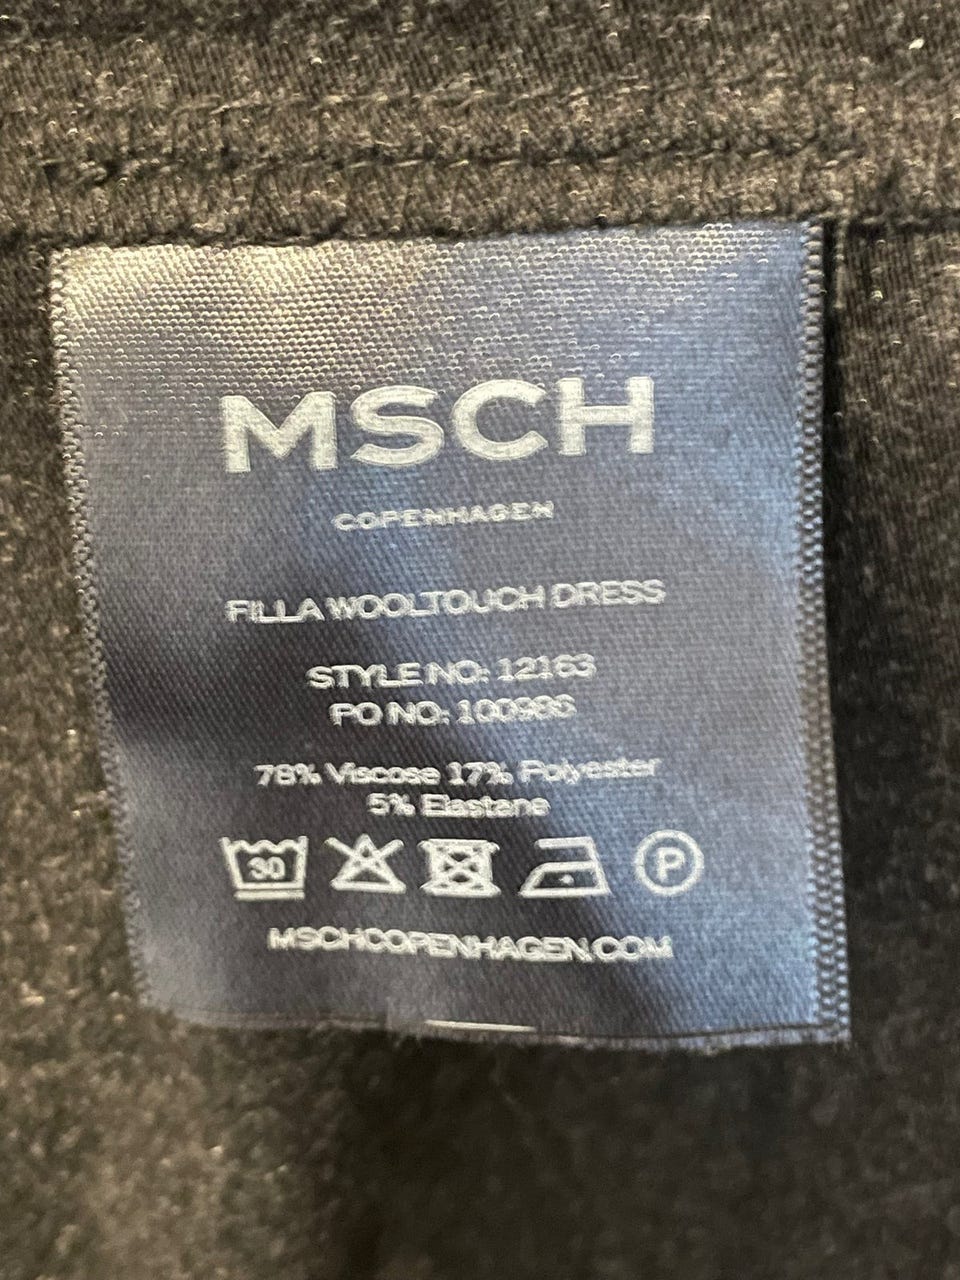 MSCH
COPENHAGEN
FILLA WOOLTOUCH DRESS
STYLE NO: 12163
PO NO: 100986
78% Viscose 17% Polyester
5% Elastane
30 P
MSCHCOPENHAGEN.COM